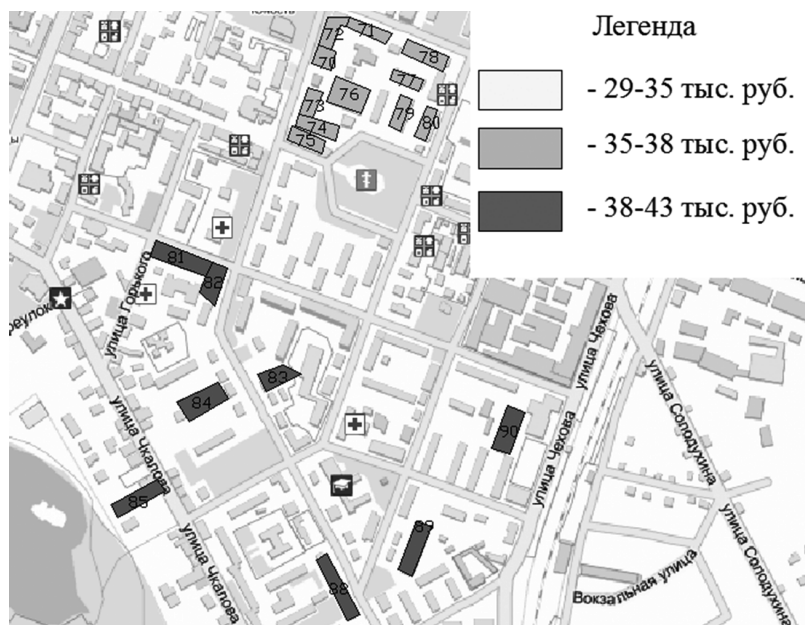 Легенда
- 29-35 тыс. руб.
- 35-38 тыс. руб.
- 38-43 тыс. руб.
72
71
70
78
77
76
73
79
80
74
75
81
82
улица Горького
83
84
85
улица Чкалова
улица Чкалова
88
89
90
улица Чехова
улица Чехова
улица Солодухина
улица Солодухина
Вокзальная улица